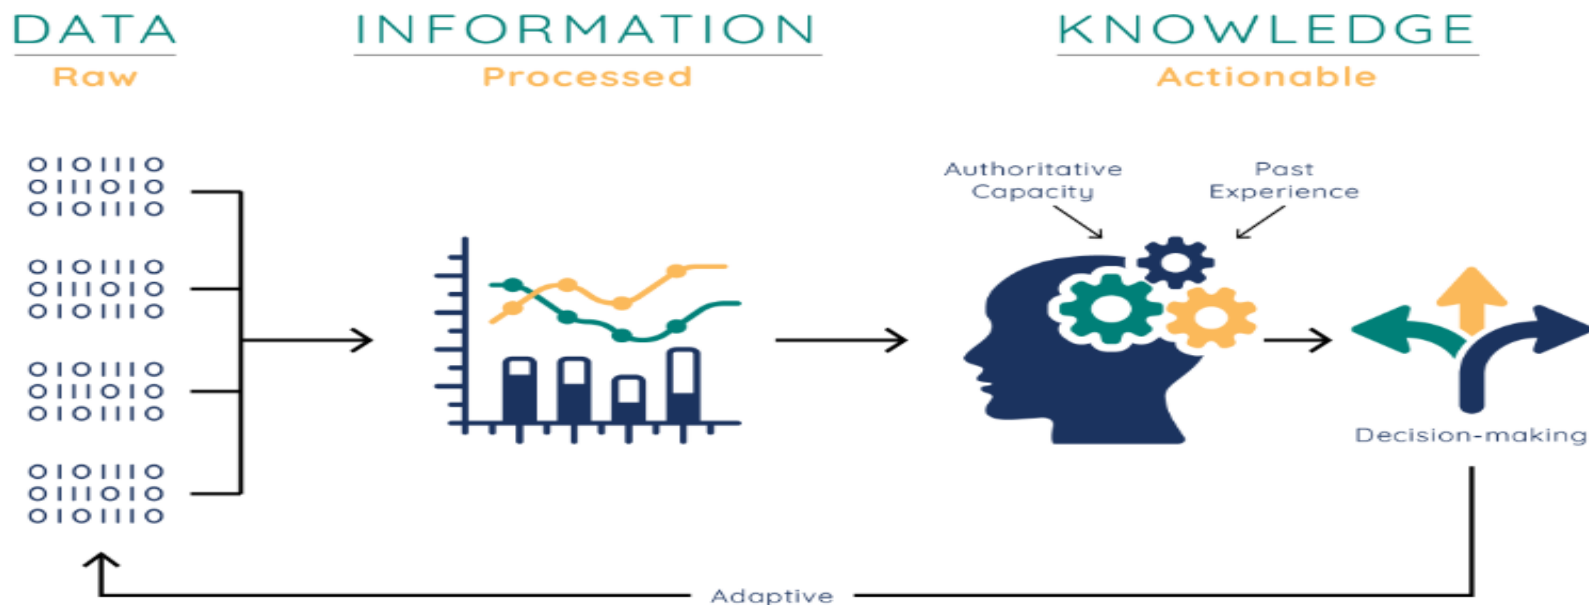 DATA
Raw
INFORMATION
Processed
KNOWLEDGE
Actionable
0101110
0111010
0101110
0101110
0111010
0101110
0101110
0111010
0101110
0101110
0111010
0101110
Authoritative
Capacity
Past
Experience
Decision-making
Adaptive